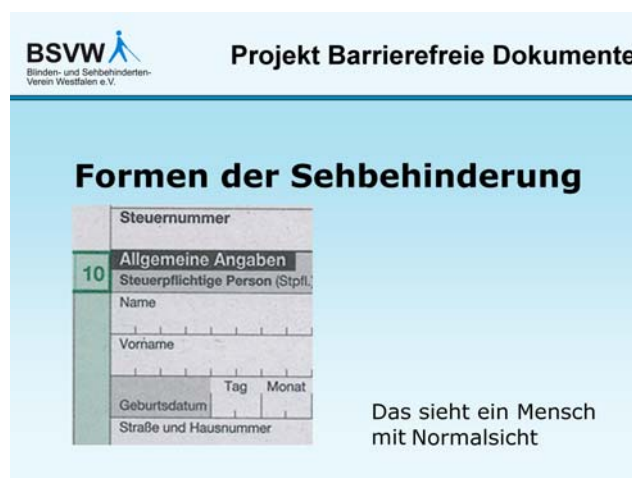 BSVW
Blinden- und Sehbehinderten-
Verein Westfalen e.V.
Projekt Barrierefreie Dokumente
Formen der Sehbehinderung
Steuernummer
10
Allgemeine Angaben
Steuerpflichtige Person (Stpfl.
Name
Vorname
Tag Monat
Geburtsdatum
Straße und Hausnummer
Das sieht ein Mensch
mit Normalsicht